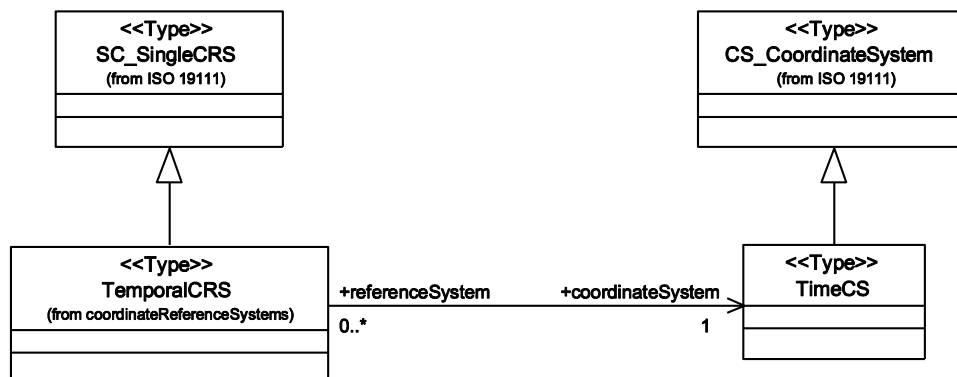 <<Type>>
SC_SingleCRS
(from ISO 19111)
<<Type>>
CS_CoordinateSystem
(from ISO 19111)
<<Type>>
TemporalCRS
(from coordinateReferenceSystems)
+referenceSystem
0..*
+coordinateSystem
1
<<Type>>
TimeCS